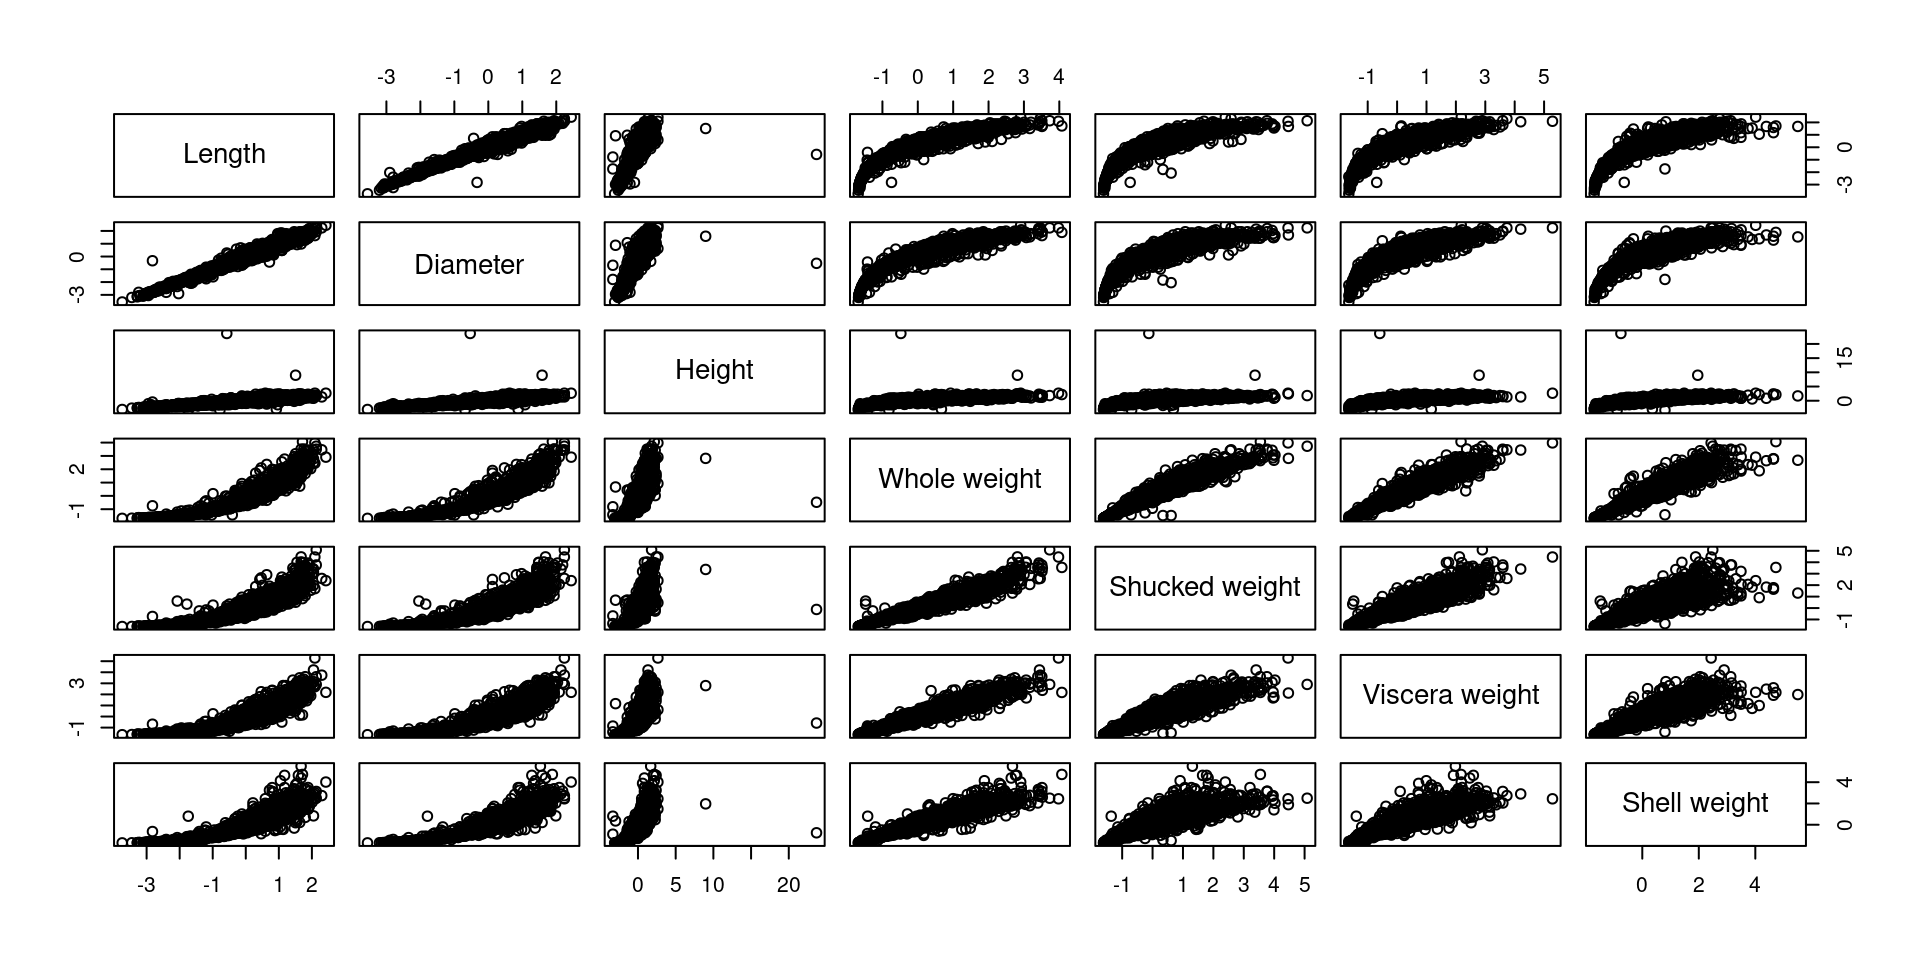 -3 -1 0 1 2 -1 0 1 2 3 4 -1 1 3 5
Length
-3 0
Diameter
-3 0
Height
0 15
Whole weight
-1 2
Shucked weight
-1 2 5
Viscera weight
-1 3
Shell weight
0 4
-3 -1 1 2 0 5 10 20 -1 1 2 3 4 5 0 2 4